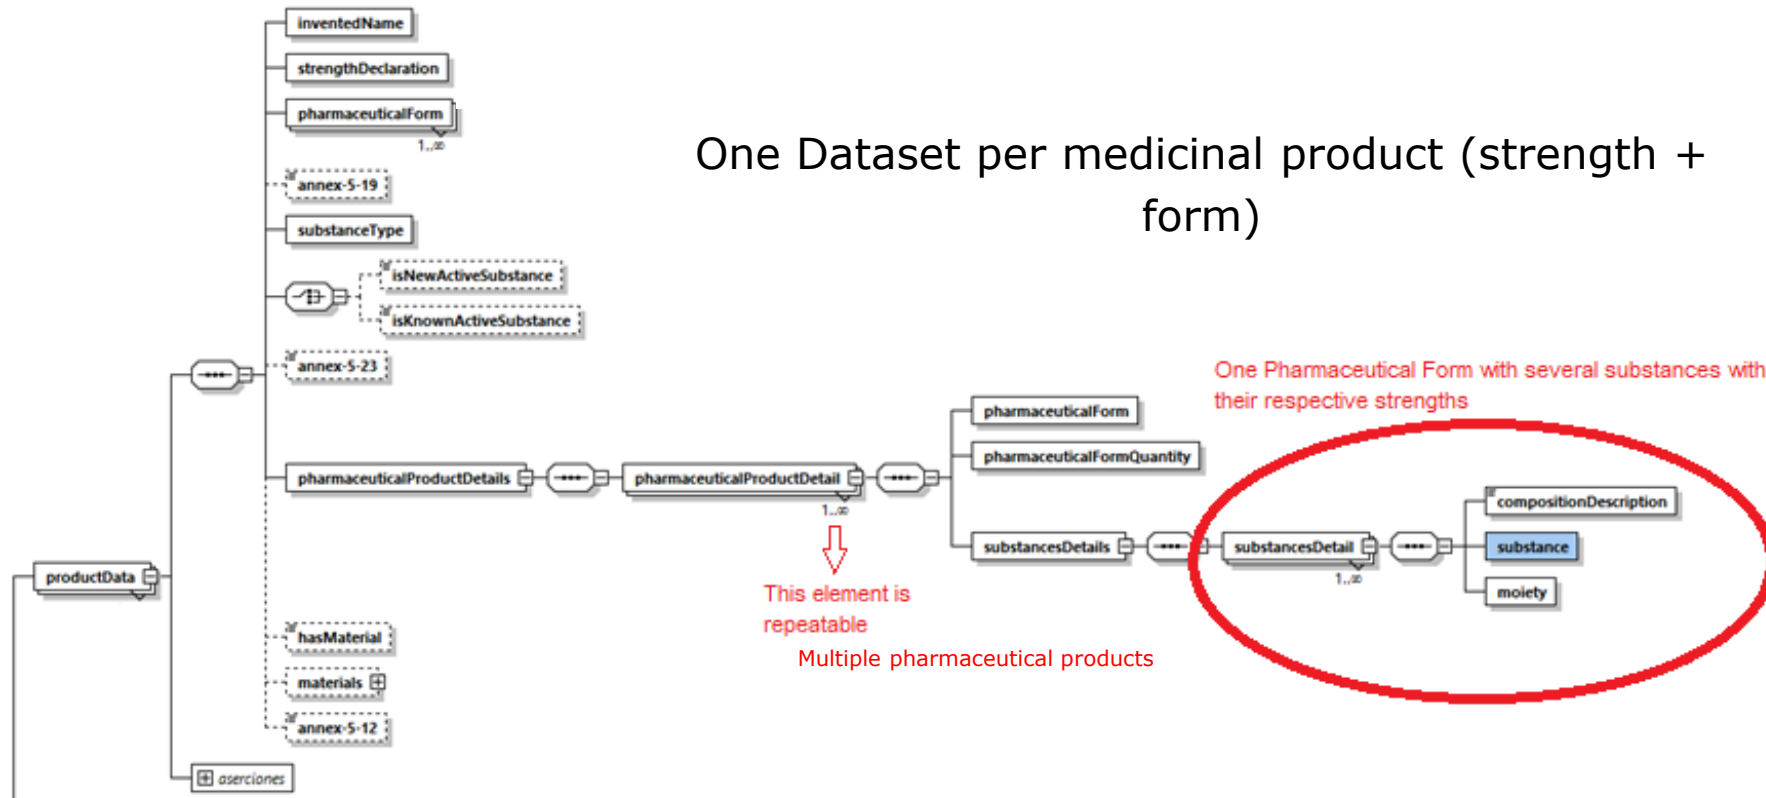 inventedName
strengthDeclaration
pharmaceuticalForm
1..∞
One Dataset per medicinal product (strength +
form)
annex-5-19
substanceType
isNewActiveSubstance
isKnownActiveSubstance
annex-5-23
One Pharmaceutical Form with several substances with
their respective strengths
pharmaceuticalForm
pharmaceuticalFormQuantity
pharmaceuticalProductDetails
pharmaceuticalProductDetail
1..∞
compositionDescription
substancesDetails
substancesDetail
1..∞
substance
moiety
productData
This element is
repeatable
Multiple pharmaceutical products
hasMaterial
materials
annex-5-12
aserciones